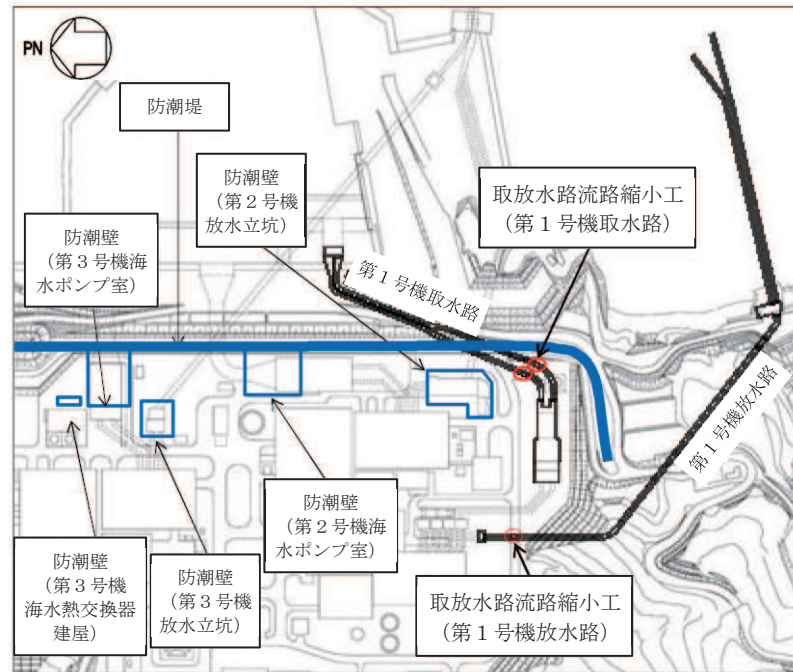 PN
防潮堤
防潮壁
（第２号機
放水立坑）
取放水路流路縮小工
（第１号機取水路）
防潮壁
（第３号機海
水ポンプ室）
第１号機取水路
第１号機放水路
防潮壁
（第２号機海
水ポンプ室）
防潮壁
（第３号機
海水熱交換器
建屋）
防潮壁
（第３号機
放水立坑）
取放水路流路縮小工
（第１号機放水路）